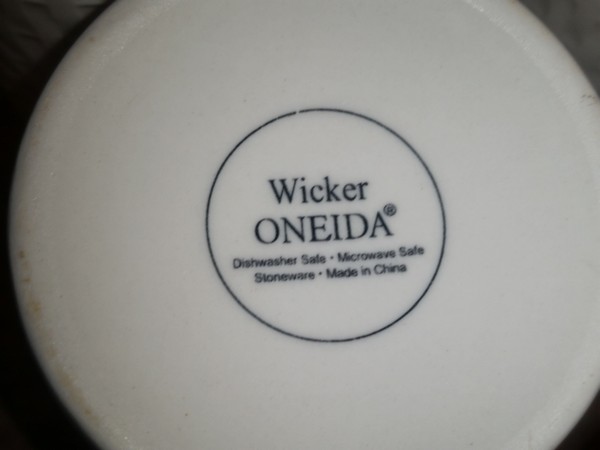 Wicker
ONEIDA®
Dishwasher Safe · Microwave Safe
Stoneware · Made in China